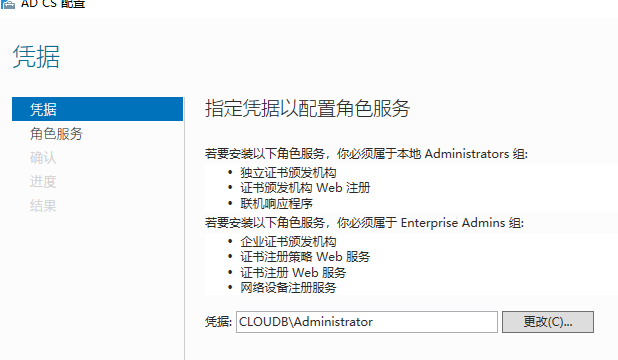 AD CS 配置
凭据
凭据
角色服务
确认
进度
结果
指定凭据以配置角色服务
若要安装以下角色服务，你必须属于本地 Administrators 组:
• 独立证书颁发机构
• 证书颁发机构 Web 注册
• 联机响应程序
若要安装以下角色服务，你必须属于 Enterprise Admins 组:
• 企业证书颁发机构
• 证书注册策略 Web 服务
• 证书注册 Web 服务
• 网络设备注册服务
凭据: CLOUDB\Administrator 更改(C)...